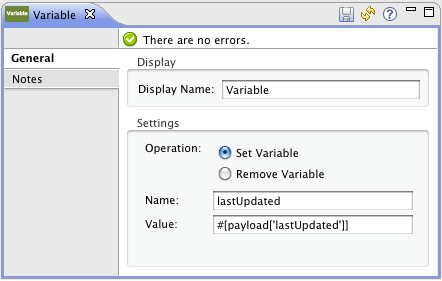 Variable Variable
There are no errors.
General
Notes
Display
Display Name: Variable
Settings
Operation: Set Variable
Remove Variable
Name: lastUpdated
Value: #[payload['lastUpdated']]